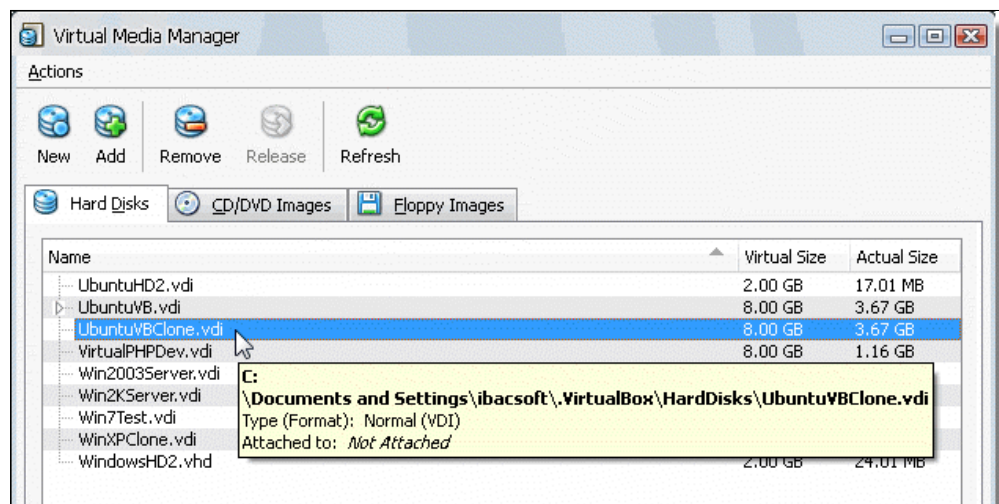 Virtual Media Manager
Actions
New Add Remove Release Refresh
Hard Disks CD/DVD Images Floppy Images
Name Virtual Size Actual Size
UbuntuHD2.vdi 2.00 GB 17.01 MB
UbuntuVB.vdi 8.00 GB 3.67 GB
UbuntuVBClone.vdi 8.00 GB 3.67 GB
VirtualPHPDev.vdi 8.00 GB 1.16 GB
Win2003Server.vdi
C:
Win2KServer.vdi
\Documents and Settings\ibacsoft\.VirtualBox\HardDisks\UbuntuVBClone.vdi
Win7Test.vdi
Type (Format): Normal (VDI)
WinXPClone.vdi
Attached to: Not Attached
WindowsHD2.vhd 2.00 GB 24.01 MB